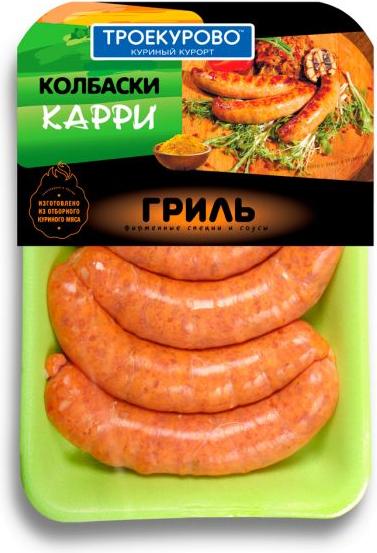 ТРОЕКУРОВО
КУРИНЫЙ КУРОРТ
КОЛБАСКИ
КАРРИ
ИЗГОТОВЛЕНО
ИЗ ОТБОРНОГО
КУРИНОГО МЯСА
ГРИЛЬ
Фирменные специи и соусы